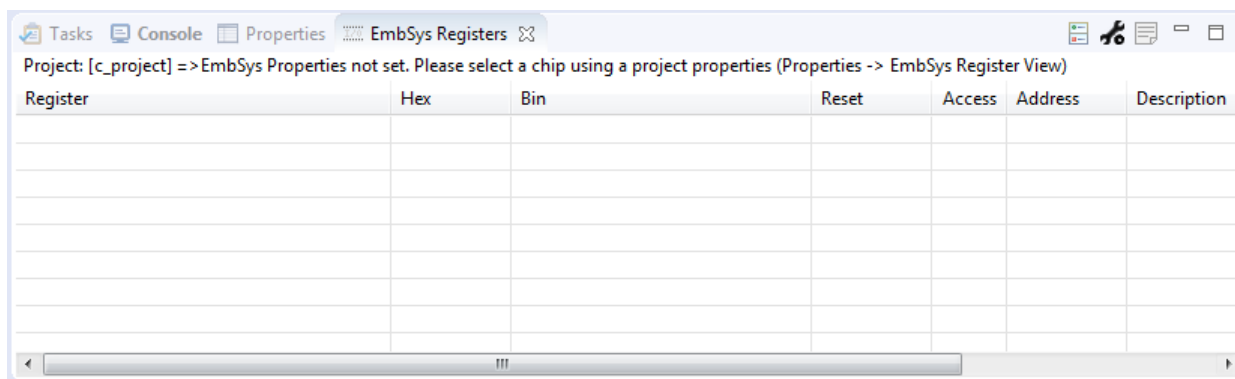 Tasks Console Properties EmbSys Registers
Project: [c_project] =>EmbSys Properties not set. Please select a chip using a project properties (Properties -> EmbSys Register View)
Register Hex Bin Reset Access Address Description